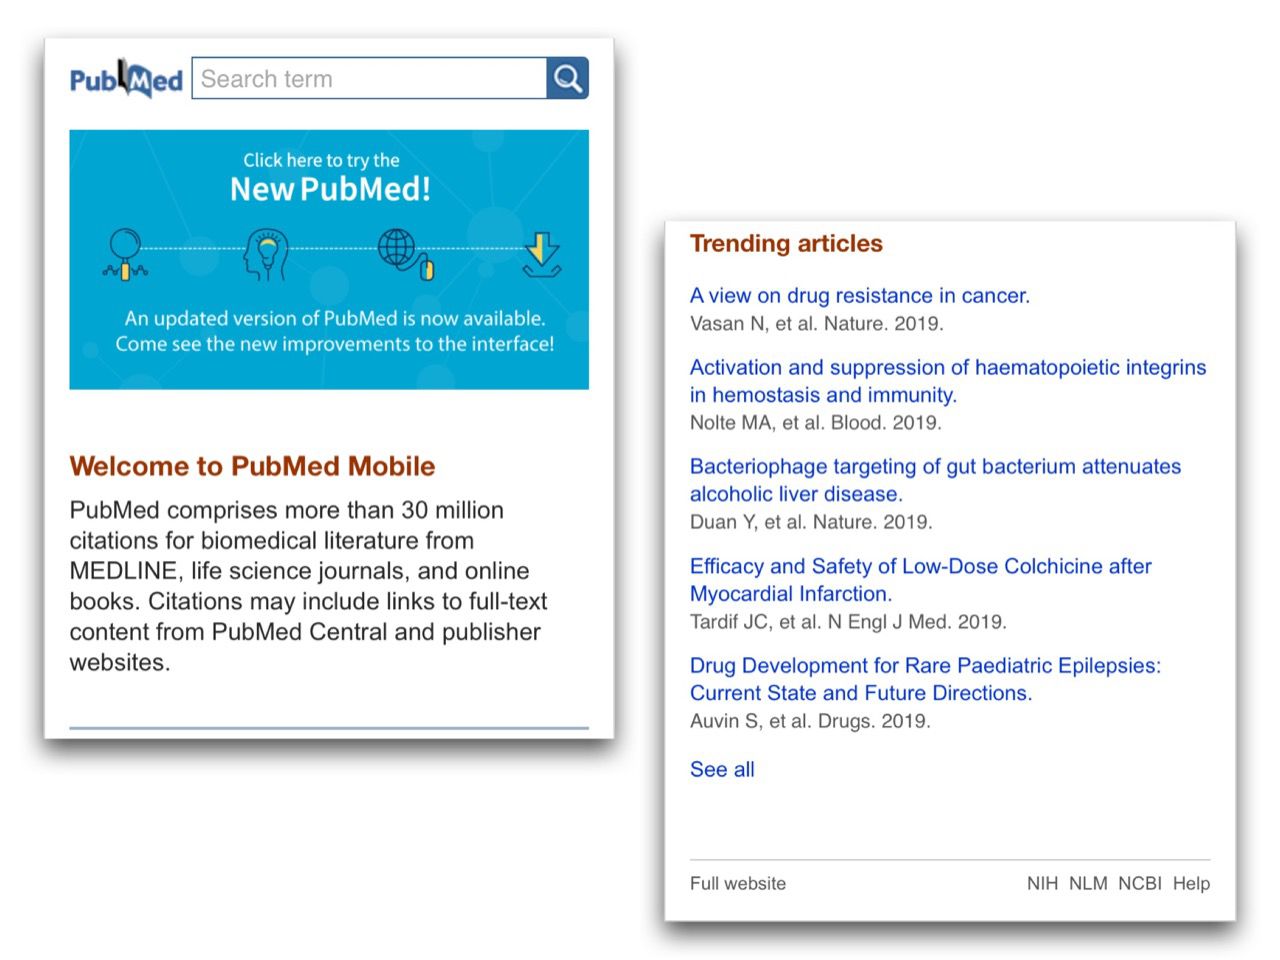 PubMed
Search term
Click here to try the
New PubMed!
An updated version of PubMed is now available.
Come see the new improvements to the interface!
Welcome to PubMed Mobile
PubMed comprises more than 30 million
citations for biomedical literature from
MEDLINE, life science journals, and online
books. Citations may include links to full-text
content from PubMed Central and publisher
websites.
Trending articles
A view on drug resistance in cancer.
Vasan N, et al. Nature. 2019.
Activation and suppression of haematopoietic integrins
in hemostasis and immunity.
Nolte MA, et al. Blood. 2019.
Bacteriophage targeting of gut bacterium attenuates
alcoholic liver disease.
Duan Y, et al. Nature. 2019.
Efficacy and Safety of Low-Dose Colchicine after
Myocardial Infarction.
Tardif JC, et al. N Engl J Med. 2019.
Drug Development for Rare Paediatric Epilepsies:
Current State and Future Directions.
Auvin S, et al. Drugs. 2019.
See all
Full website NIH NLM NCBI Help